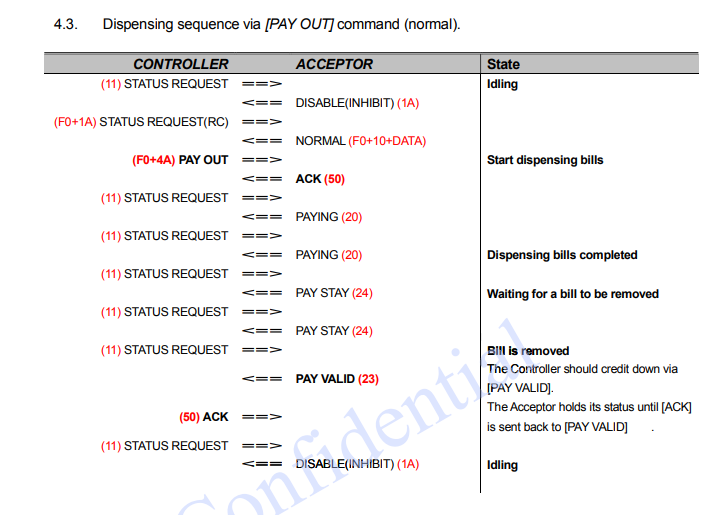 4.3. Dispensing sequence via [PAY OUT] command (normal).
CONTROLLER ACCEPTOR State
(11) STATUS REQUEST ==> Idling
<== DISABLE(INHIBIT) (1A)
(F0+1A) STATUS REQUEST(RC) ==>
<== NORMAL (F0+10+DATA)
(F0+4A) PAY OUT ==> Start dispensing bills
<== ACK (50)
(11) STATUS REQUEST ==>
<== PAYING (20)
(11) STATUS REQUEST ==>
<== PAYING (20) Dispensing bills completed
(11) STATUS REQUEST ==>
<== PAY STAY (24) Waiting for a bill to be removed
(11) STATUS REQUEST ==>
<== PAY STAY (24)
(11) STATUS REQUEST ==> Bill is removed
The Controller should credit down via
<== PAY VALID (23) [PAY VALID].
The Acceptor holds its status until [ACK]
(50) ACK ==> is sent back to [PAY VALID] .
(11) STATUS REQUEST ==>
<== DISABLE(INHIBIT) (1A) Idling
Confidential